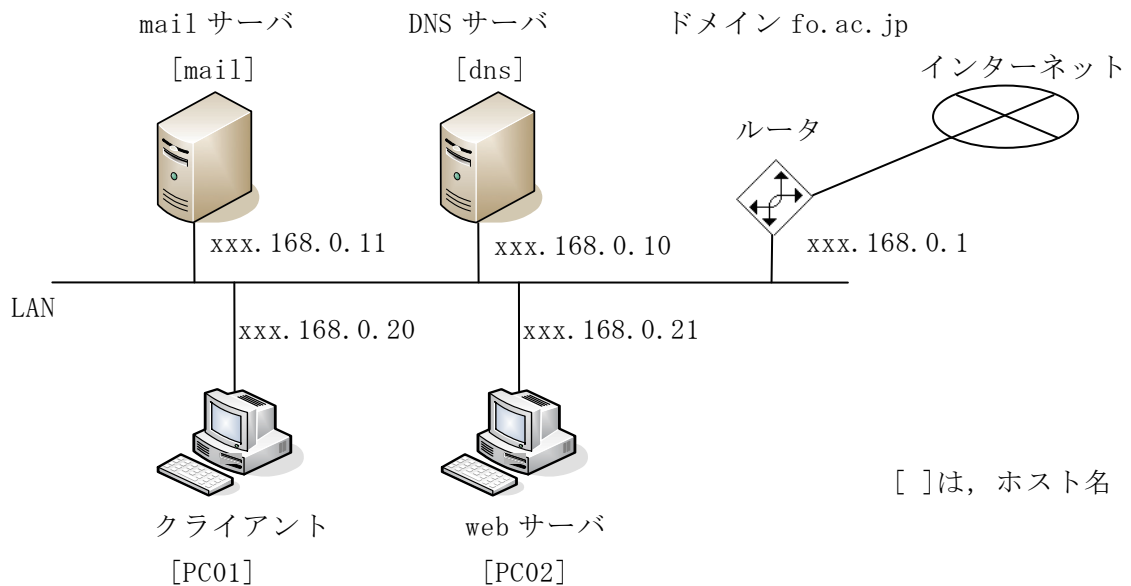 mail サーバ DNS サーバ ドメイン fo.ac.jp
[mail] [dns] インターネット
ルータ
xxx.168.0.11 xxx.168.0.10 xxx.168.0.1
LAN
xxx.168.0.20 xxx.168.0.21
[ ]は，ホスト名
クライアント web サーバ
[PC01] [PC02]